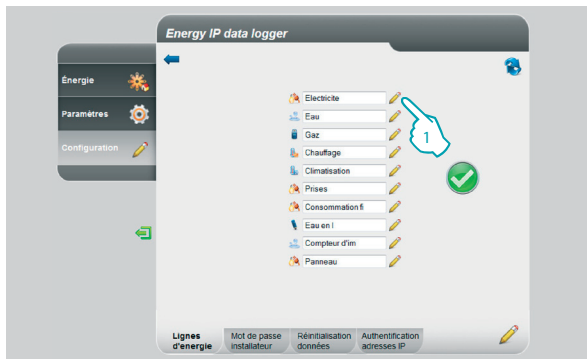 Energy IP data logger
Énergie
Paramètres
Configuration
Electricite
Eau
Gaz
Chauffage
Climatisation
Prises
Consommation fi
Eau en l
Compteur d'im
Panneau
1
Lignes
d'energie
Mot de passe
installateur
Réinitialisation
données
Authentification
adresses IP